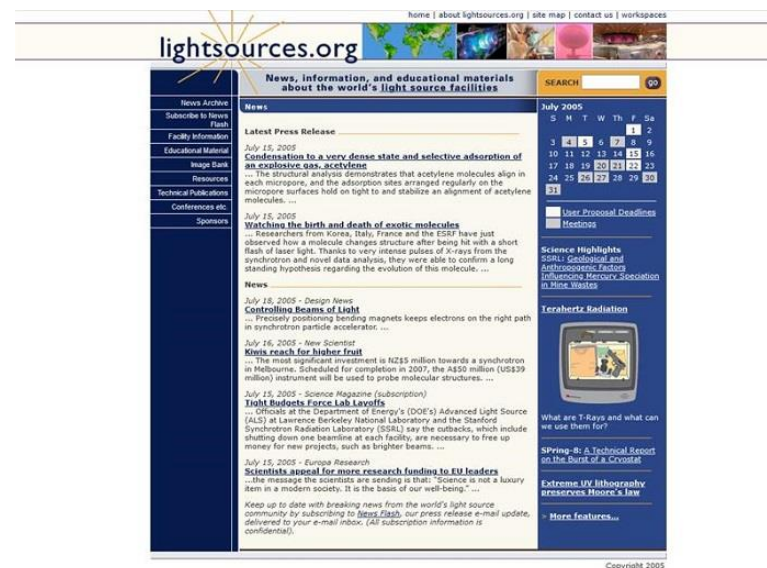 home | about lightsources.org | site map | contact us | workspaces
lightsources.org
News, information, and educational materials
about the world's light source facilities
SEARCH
GO
News Archive
Subscribe to News
Flash
Facility Information
Educational Material
Image Bank
Resources
Technical Publications
Conferences etc.
Sponsors
News
Latest Press Release
July 15, 2005
Condensation to a very dense state and selective adsorption of
an explosive gas, acetylene
... The structural analysis demonstrates that acetylene molecules align in
each micropore, and the adsorption sites arranged regularly on the
micropore surfaces hold on tight to and stabilize an alignment of acetylene
molecules. ...
July 15, 2005
Watching the birth and death of exotic molecules
... Researchers from Korea, Italy, France and the ESRF have just
observed how a molecule changes structure after being hit with a short
flash of laser light. Thanks to very intense pulses of X-rays from the
synchrotron and novel data analysis, they were able to confirm a long
standing hypothesis regarding the evolution of this molecule. ...
News
July 18, 2005 - Design News
Controlling Beams of Light
... Precisely positioning bending magnets keeps electrons on the right path
in synchrotron particle accelerator. ...
July 16, 2005 - New Scientist
Kiwis reach for higher fruit
... The most significant investment is NZ$5 million towards a synchrotron
in Melbourne. Scheduled for completion in 2007, the A$50 million (US$39
million) instrument will be used to probe molecular structures. ...
July 15, 2005 - Science Magazine (subscription)
Tight Budgets Force Lab Layoffs
... Officials at the Department of Energy's (DOE's) Advanced Light Source
(ALS) at Lawrence Berkeley National Laboratory and the Stanford
Synchrotron Radiation Laboratory (SSRL) say the cutbacks, which include
shutting down one beamline at each facility, are necessary to free up
money for new projects, such as brighter beams. ...
July 15, 2005 - Europa Research
Scientists appeal for more research funding to EU leaders
...the message the scientists are sending is that: "Science is not a luxury
item in a modern society. It is the basis of our well-being." ...
Keep up to date with breaking news from the world's light source
community by subscribing to News Flash, our press release e-mail update,
delivered to your e-mail inbox. (All subscription information is
confidential).
July 2005
S M T W Th F Sa
1 2
3 4 5 6 7 8 9
10 11 12 13 14 15 16
17 18 19 20 21 22 23
24 25 26 27 28 29 30
31
User Proposal Deadlines
Meetings
Science Highlights
SSRL: Geological and
Anthropogenic Factors
Influencing Mercury Speciation
in Mine Wastes
Terahertz Radiation
What are T-Rays and what can
we use them for?
SPring-8: A Technical Report
on the Burst of a Cryostat
Extreme UV lithography
preserves Moore's law
> More features...
Copyright 2005